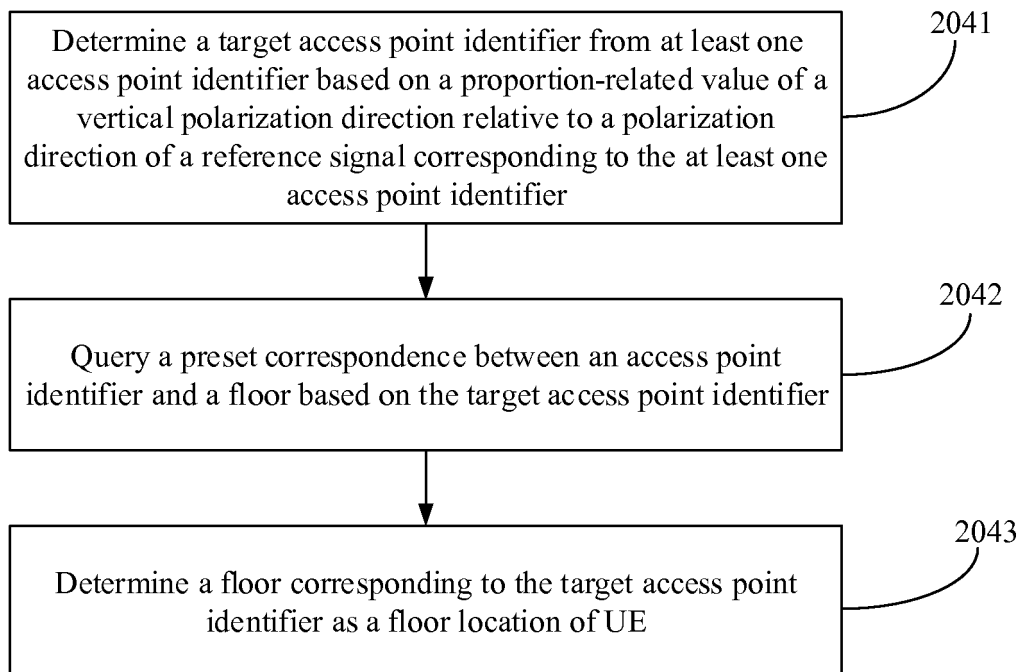 Determine a target access point identifier from at least one
access point identifier based on a proportion-related value of a
vertical polarization direction relative to a polarization
direction of a reference signal corresponding to the at least one
access point identifier
2041
Query a preset correspondence between an access point
identifier and a floor based on the target access point identifier
2042
Determine a floor corresponding to the target access point
identifier as a floor location of UE
2043